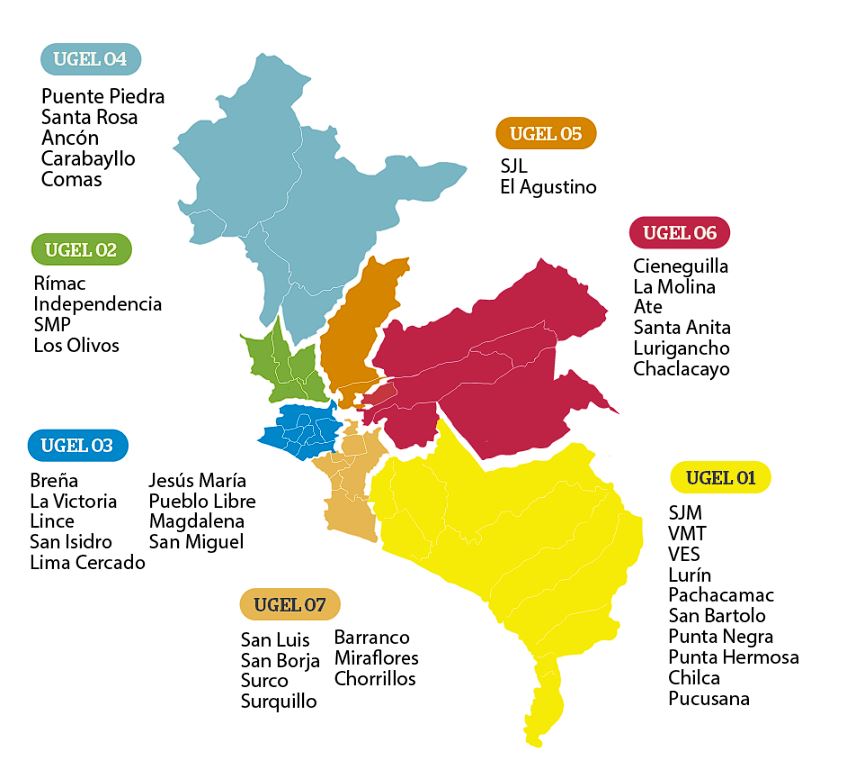 UGEL 04
Puente Piedra
Santa Rosa
Ancón
Carabayllo
Comas
UGEL 05
SJL
El Agustino
UGEL 02
Rímac
Independencia
SMP
Los Olivos
UGEL 06
Cieneguilla
La Molina
Ate
Santa Anita
Lurigancho
Chaclacayo
UGEL 03
Breña
La Victoria
Lince
San Isidro
Lima Cercado
Jesús María
Pueblo Libre
Magdalena
San Miguel
UGEL 01
SJM
VMT
VES
Lurín
Pachacamac
San Bartolo
Punta Negra
Punta Hermosa
Chilca
Pucusana
UGEL 07
San Luis
San Borja
Surco
Surquillo
Barranco
Miraflores
Chorrillos